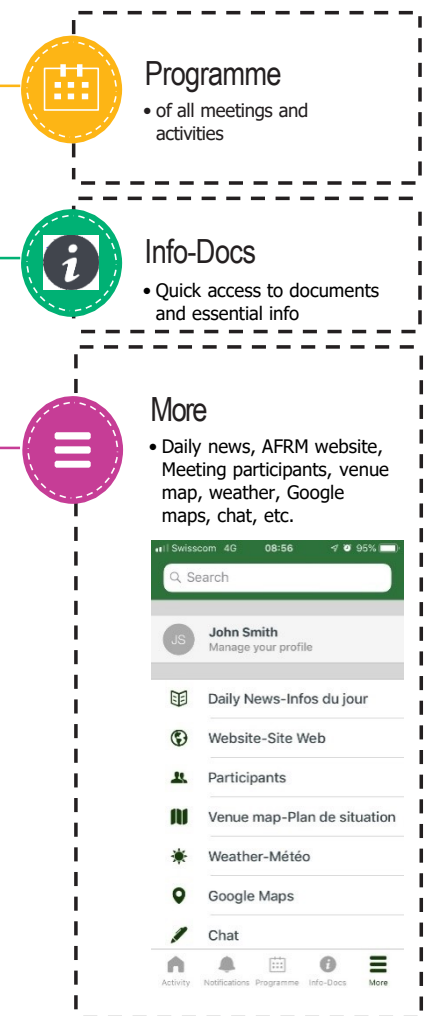 Programme
• of all meetings and
activities
Info-Docs
• Quick access to documents
and essential info
More
• Daily news, AFRM website,
Meeting participants, venue
map, weather, Google
maps, chat, etc.
Swisscom 4G 08:56 95%
Search
JS John Smith
Manage your profile
Daily News-Infos du jour
Website-Site Web
Participants
Venue map-Plan de situation
Weather-Météo
Google Maps
Chat
Activity Notifications Programme Info-Docs More